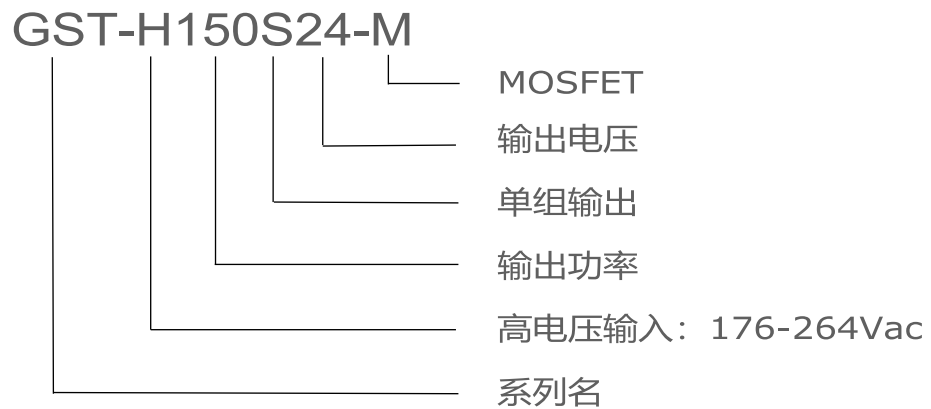 GST-H150S24-M
MOSFET
输出电压
单组输出
输出功率
高电压输入：176-264Vac
系列名